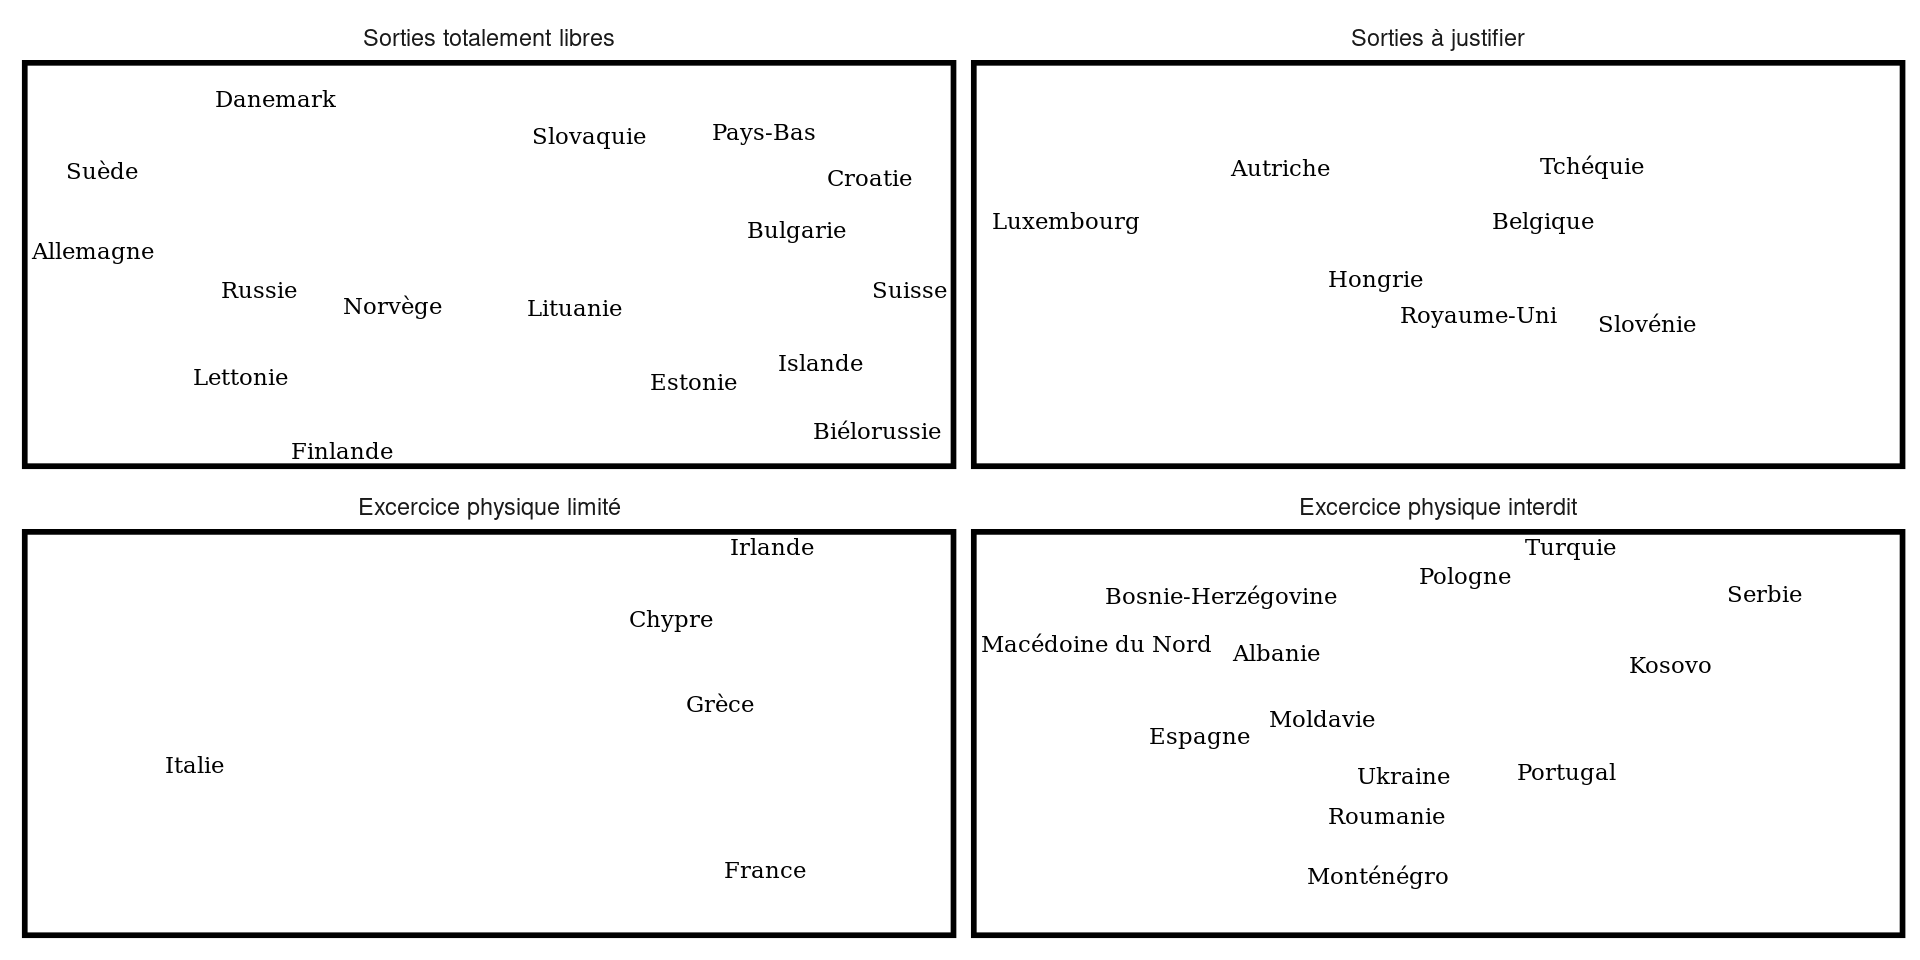 Sorties totalement libres
Danemark
Slovaquie
Pays-Bas
Suède
Croatie
Bulgarie
Allemagne
Russie
Norvège
Lituanie
Suisse
Lettonie
Estonie
Islande
Biélorussie
Finlande
Sorties à justifier
Autriche
Tchéquie
Luxembourg
Belgique
Hongrie
Royaume-Uni
Slovénie
Excercice physique limité
Irlande
Chypre
Grèce
Italie
France
Excercice physique interdit
Turquie
Pologne
Bosnie-Herzégovine
Serbie
Macédoine du Nord
Albanie
Kosovo
Moldavie
Espagne
Ukraine
Portugal
Roumanie
Monténégro